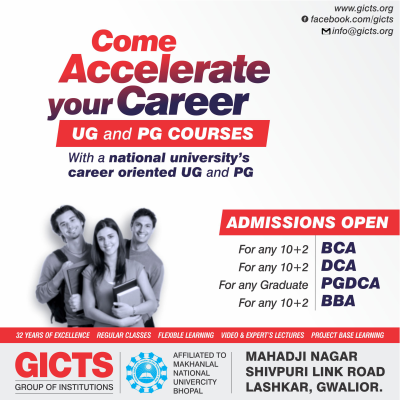 www.gicts.org
facebook.com/gicts
info@gicts.org
Come
Accelerate
your Career
UG and PG COURSES
With a national university's
career oriented UG and PG
ADMISSIONS OPEN
For any 10+2 BCA
For any 10+2 DCA
For any Graduate PGDCA
For any 10+2 BBA
32 YEARS OF EXCELLENCE REGULAR CLASSES FLEXIBLE LEARNING VIDEO & EXPERT'S LECTURES PROJECT BASE LEARNING
GICTS
GROUP OF INSTITUTIONS
AFFILIATED TO
MAKHANLAL
NATIONAL
UNIVERCITY
BHOPAL
MAHADJI NAGAR
SHIVPURI LINK ROAD
LASHKAR, GWALIOR.